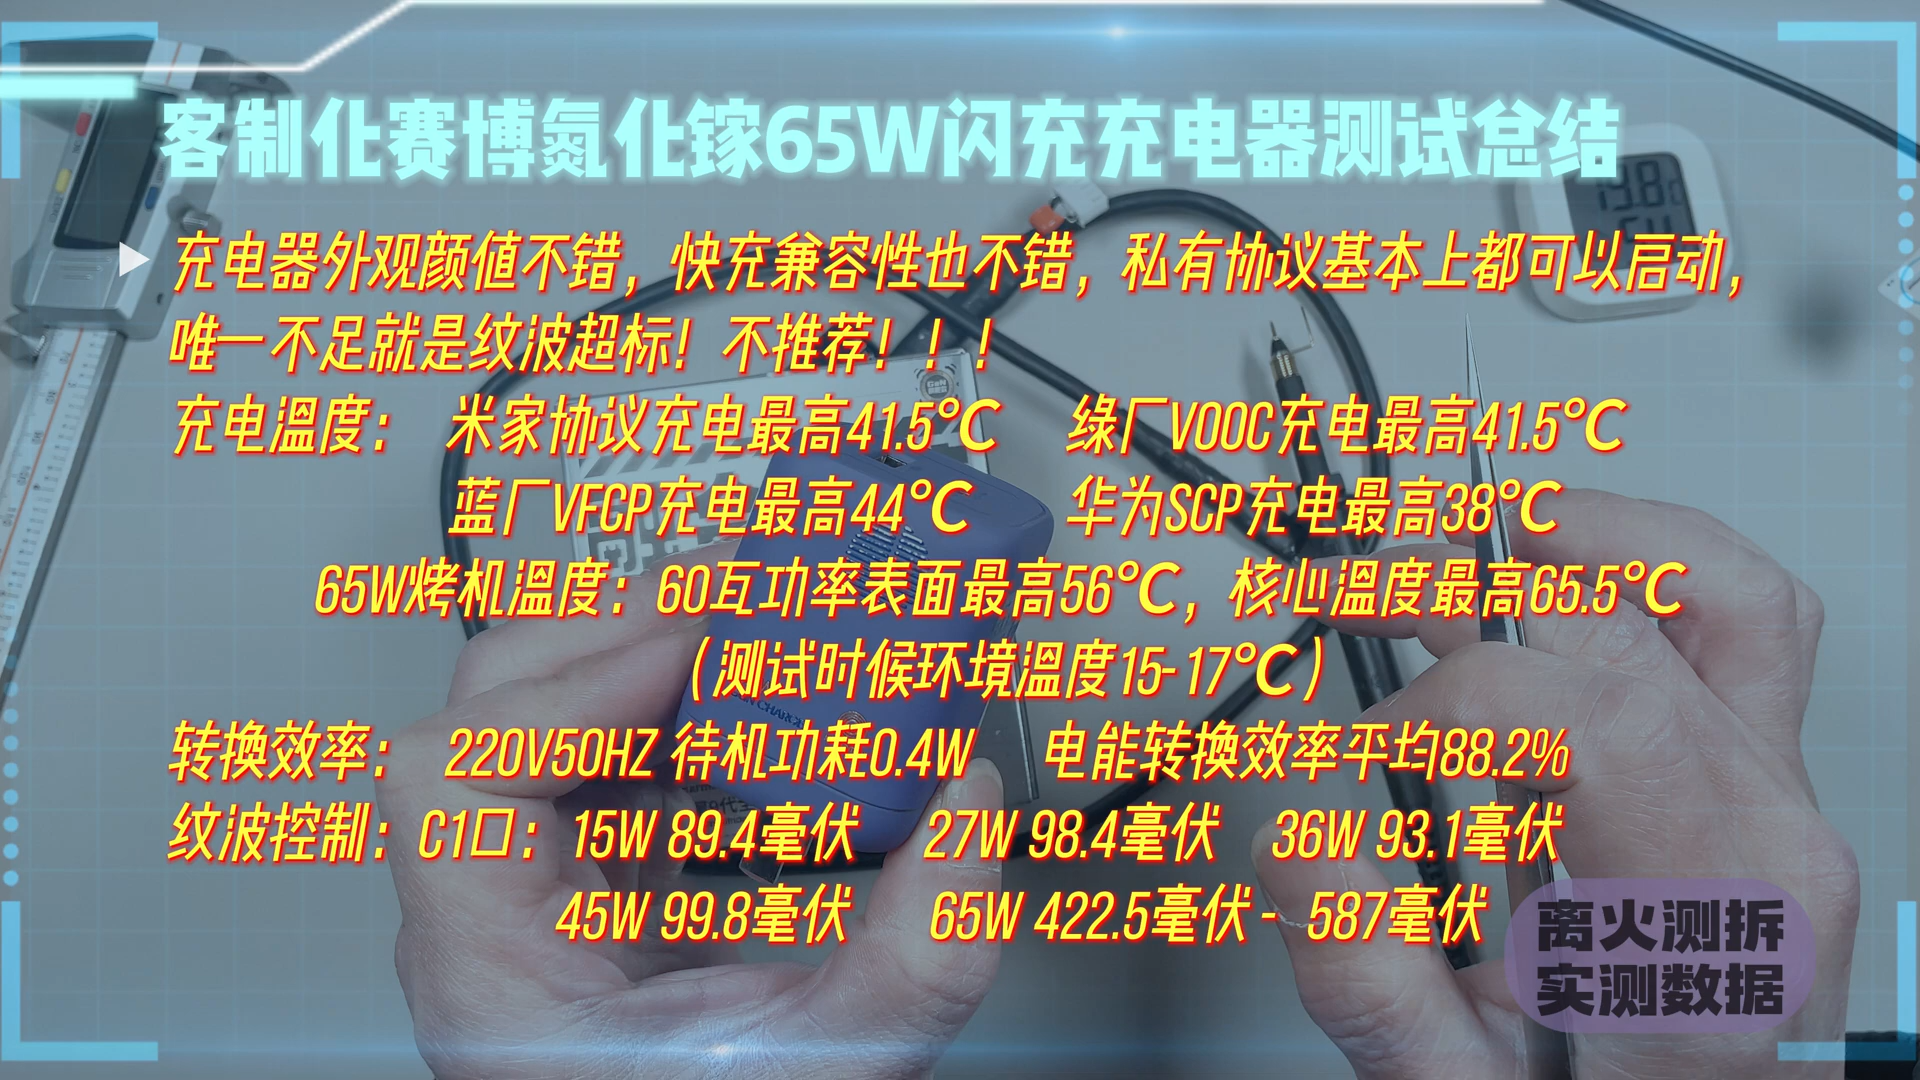 客制化赛博氮化镓65W闪充充电器测试总结
充电器外观颜值不错，快充兼容性也不错，私有协议基本上都可以启动，
唯一不足就是纹波超标！不推荐！！！
充电温度： 米家协议充电最高41.5℃ 绿厂VOOC充电最高41.5℃
蓝厂VFCP充电最高44℃ 华为SCP充电最高38℃
65W烤机温度：60瓦功率表面最高56℃，核心温度最高65.5℃
（测试时候环境温度15-17℃）
转换效率： 220V50HZ 待机功耗0.4W 电能转换效率平均88.2%
纹波控制：C1口：15W 89.4毫伏 27W 98.4毫伏 36W 93.1毫伏
45W 99.8毫伏 65W 422.5毫伏 - 587毫伏
离火测拆
实测数据